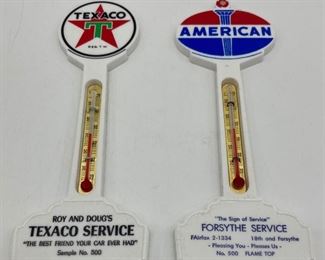 TEXACO
T
REG. T.M.
ROY AND DOUG'S
TEXACO SERVICE
"THE BEST FRIEND YOUR CAR EVER HAD"
Sample No. 500
AMERICAN
"The Sign of Service"
FORSYTHE SERVICE
FAirfax 2-1334 18th and Forsythe
- Pleasing You - Pleases Us -
No. 500 FLAME TOP